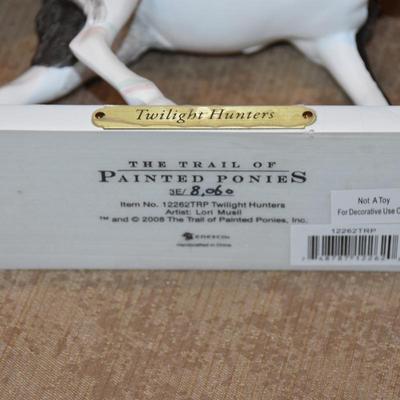 Twilight Hunters
THE TRAIL OF
PAINTED PONIES
3E/ 8,060
Item No. 12262TRP Twilight Hunters
Artist: Lori Musil
™ and © 2008 The Trail of Painted Ponies, Inc.
ENESCO
Handcrafted in China
Not A Toy
For Decorative Use O
12262TRP